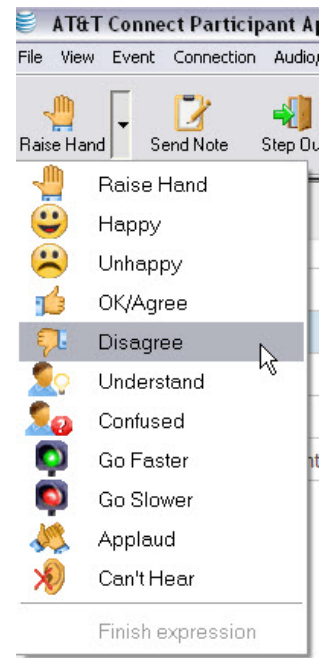 AT&T Connect Participant A
File View Event Connection Audio/
Raise Hand Send Note Step Ou
Raise Hand
Happy
Unhappy
OK/Agree
Disagree
Understand
Confused
Go Faster
Go Slower
Applaud
Can't Hear
Finish expression